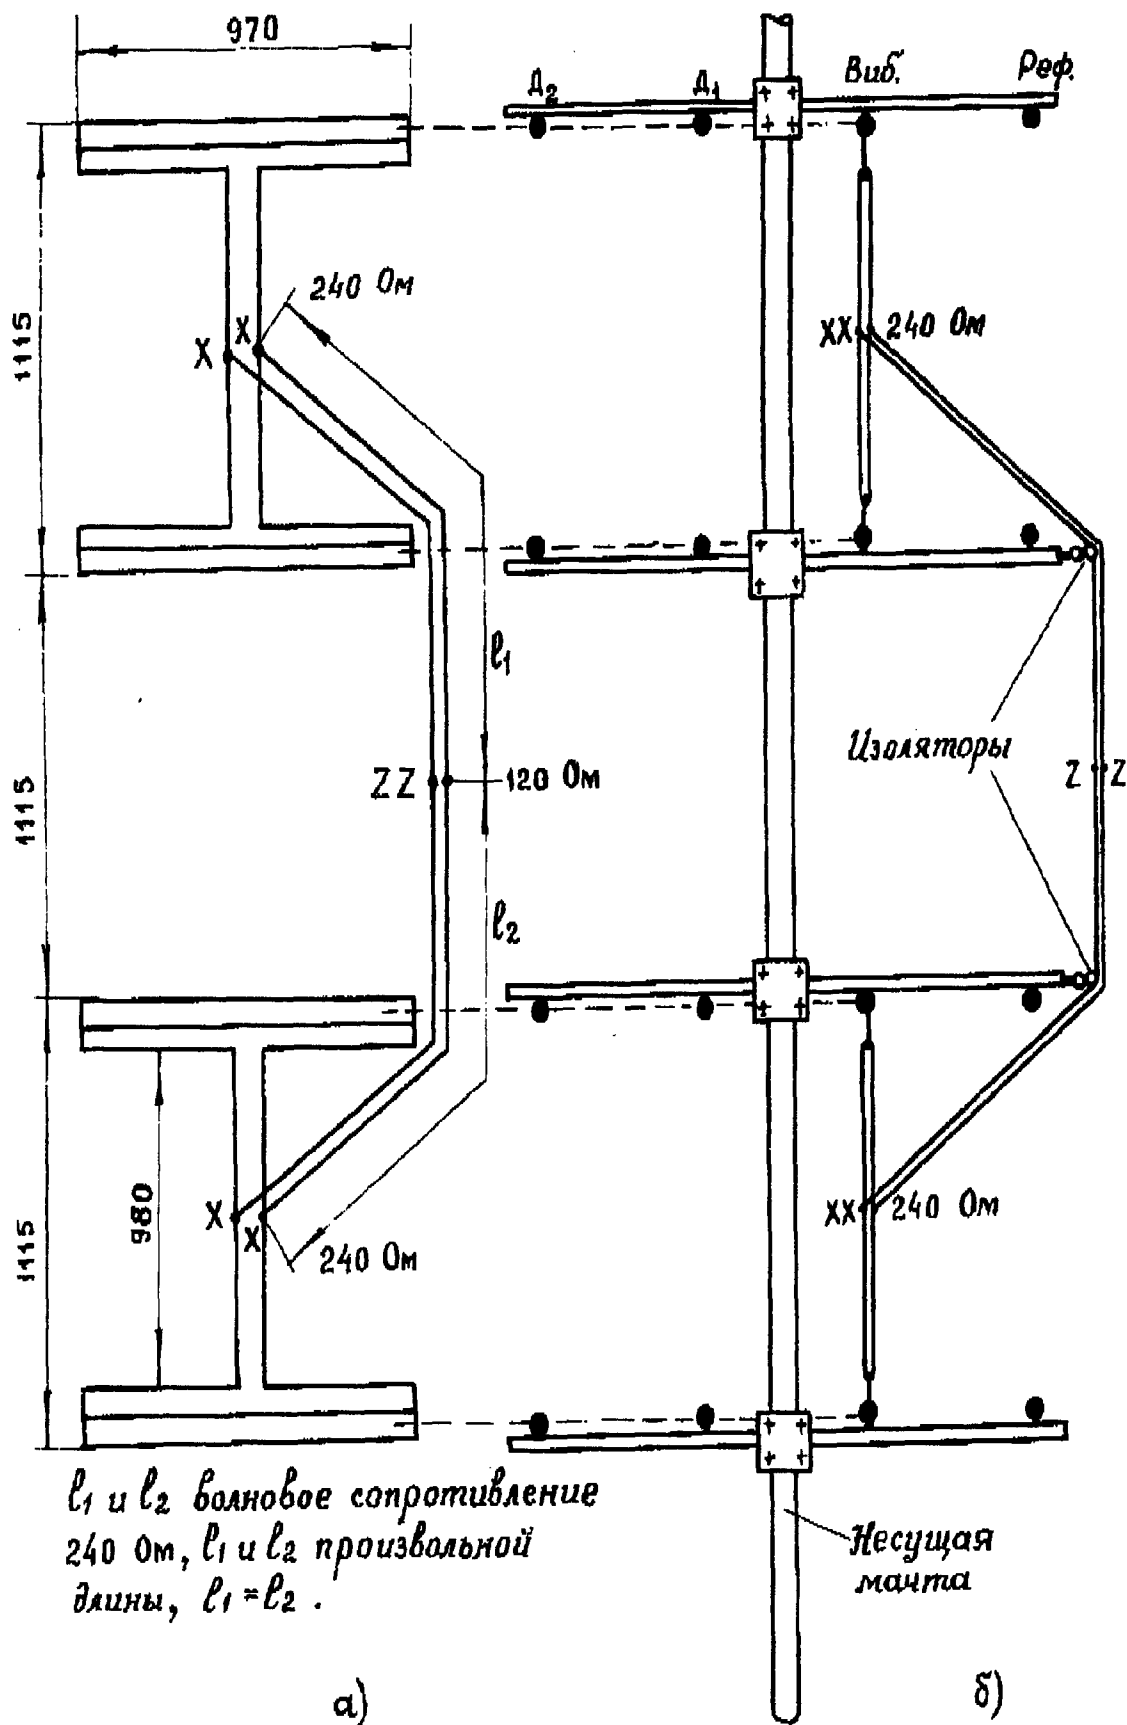 970
Д2
Д1
Виб.
Реф.
240 Ом
X
X
XX
240 Ом
1115
l1
Изоляторы
ZZ
120 Ом
Z
Z
1115
l2
X
X
240 Ом
XX
240 Ом
980
1115
l1 и l2 волновое сопротивление
240 Ом, l1 и l2 произвольной
длины, l1=l2.
Несущая
мачта
а)
б)